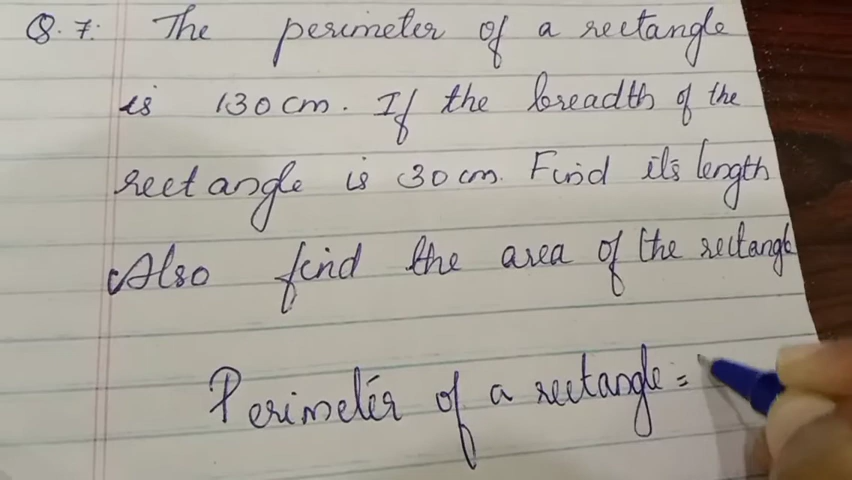 Q. 7: The perimeter of a rectangle
is 130 cm. If the breadth of the
rectangle is 30 cm. Find its length
Also find the area of the rectangle
Perimeter of a rectangle =